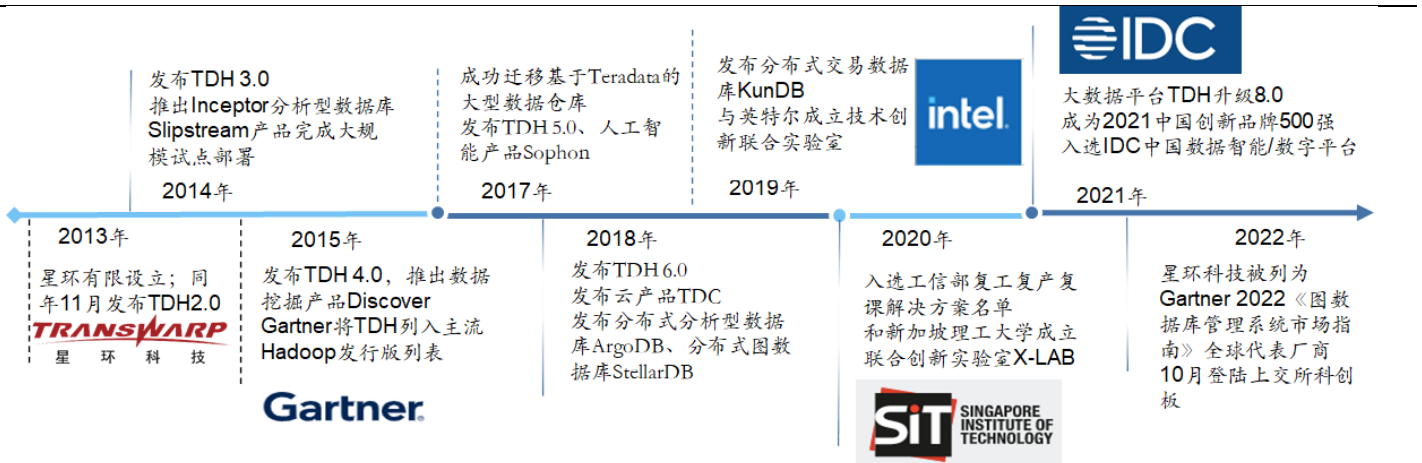 发布TDH 3.0
推出Inceptor分析型数据库
Slipstream产品完成大规
模试点部署
2014年
成功迁移基于Teradata的
大型数据仓库
发布TDH 5.0、人工智
能产品Sophon
2017年
发布分布式交易数据
库KunDB
与英特尔成立技术创
新联合实验室
2019年
intel.
IDC
大数据平台TDH升级8.0
成为2021中国创新品牌500强
入选IDC中国数据智能/数字平台
2021年
2013年
星环有限设立；同
年11月发布TDH2.0
TRANSWARP
星环科技
2015年
发布TDH 4.0，推出数据
挖掘产品Discover
Gartner将TDH列入主流
Hadoop发行版列表
Gartner
2018年
发布TDH 6.0
发布云产品TDC
发布分布式分析型数据
库ArgoDB、分布式图数
据库StellarDB
2020年
入选工信部复工复产复
课解决方案名单
和新加坡理工大学成立
联合创新实验室X-LAB
SiT
SINGAPORE
INSTITUTE OF
TECHNOLOGY
2022年
星环科技被列为
Gartner 2022《图数
据库管理系统市场指
南》全球代表厂商
10月登陆上交所科创
板